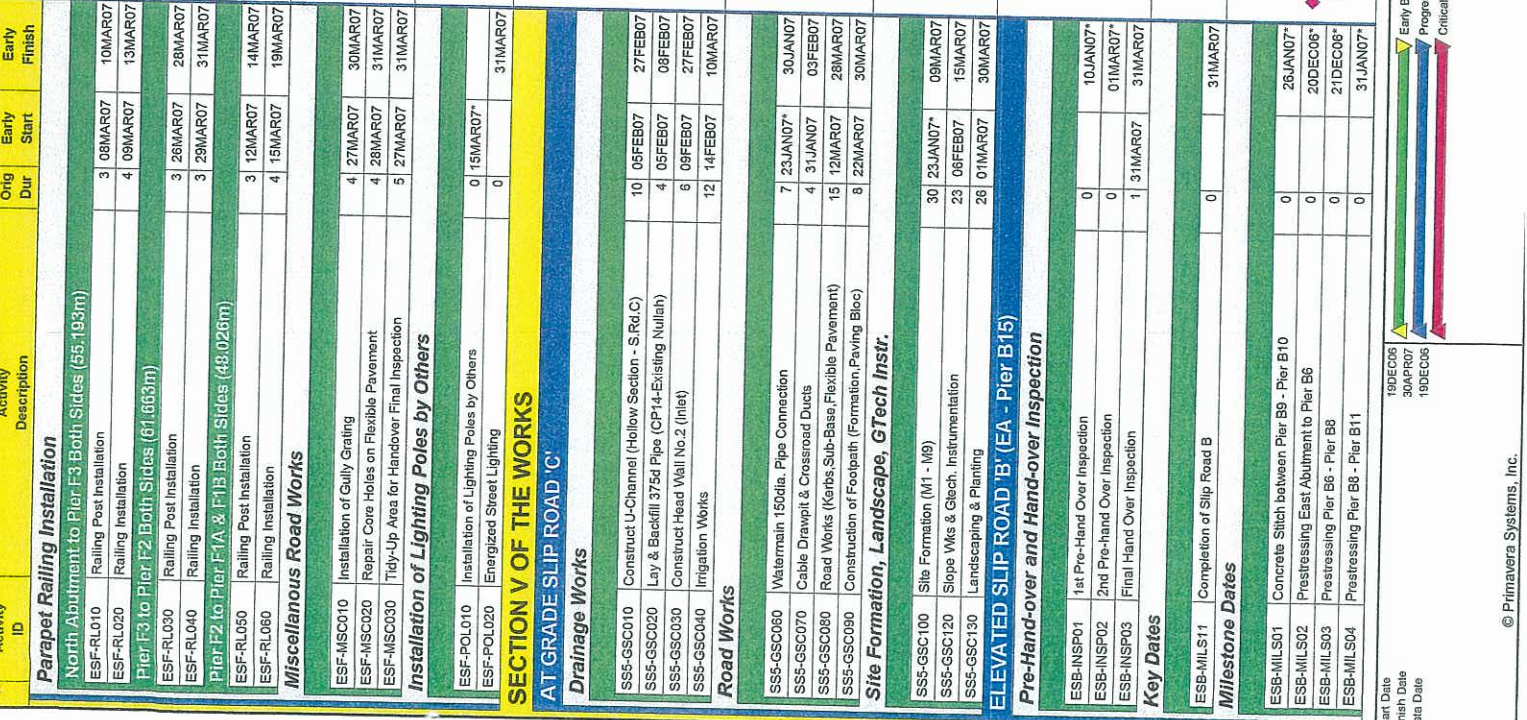 Activity ID Activity Description Orig Dur Early Start Early Finish
Parapet Railing Installation
North Abutment to Pier F3 Both Sides (55.193m)
ESF-RL010 Railing Post Installation 3 08MAR07 10MAR07
ESF-RL020 Railing Installation 4 09MAR07 13MAR07
Pier F3 to Pier F2 Both Sides (61.663m)
ESF-RL030 Railing Post Installation 3 26MAR07 28MAR07
ESF-RL040 Railing Installation 3 29MAR07 31MAR07
Pier F2 to Pier F1A & F1B Both Sides (48.026m)
ESF-RL050 Railing Post Installation 3 12MAR07 14MAR07
ESF-RL060 Railing Installation 4 15MAR07 19MAR07
Miscellanous Road Works
ESF-MSC010 Installation of Gully Grating 4 27MAR07 30MAR07
ESF-MSC020 Repair Core Holes on Flexible Pavement 4 28MAR07 31MAR07
ESF-MSC030 Tidy-Up Area for Handover Final Inspection 5 27MAR07 31MAR07
Installation of Lighting Poles by Others
ESF-POL010 Installation of Lighting Poles by Others 0 15MAR07*
ESF-POL020 Energized Street Lighting 0 31MAR07
SECTION V OF THE WORKS
AT GRADE SLIP ROAD 'C'
Drainage Works
SS5-GSC010 Construct U-Channel (Hollow Section - S.Rd.C) 10 05FEB07 27FEB07
SS5-GSC020 Lay & Backfill 375d Pipe (CP14-Existing Nullah) 4 05FEB07 08FEB07
SS5-GSC030 Construct Head Wall No.2 (Inlet) 6 09FEB07 27FEB07
SS5-GSC040 Irrigation Works 12 14FEB07 10MAR07
Road Works
SS5-GSC060 Watermain 150dia. Pipe Connection 7 23JAN07* 30JAN07
SS5-GSC070 Cable Drawpit & Crossroad Ducts 4 31JAN07 03FEB07
SS5-GSC080 Road Works (Kerbs,Sub-Base,Flexible Pavement) 15 12MAR07 28MAR07
SS5-GSC090 Construction of Footpath (Formation,Paving Bloc) 8 22MAR07 30MAR07
Site Formation, Landscape, GTech Instr.
SS5-GSC100 Site Formation (M1 - M9) 30 23JAN07* 09MAR07
SS5-GSC120 Slope Wks & Gtech. Instrumentation 23 06FEB07 15MAR07
SS5-GSC130 Landscaping & Planting 26 01MAR07 30MAR07
ELEVATED SLIP ROAD 'B' (EA - Pier B15)
Pre-Hand-over and Hand-over Inspection
ESB-INSP01 1st Pre-Hand Over Inspection 0 10JAN07*
ESB-INSP02 2nd Pre-hand Over Inspection 0 01MAR07*
ESB-INSP03 Final Hand Over Inspection 1 31MAR07 31MAR07
Key Dates
ESB-MILS11 Completion of Slip Road B 0 31MAR07
Milestone Dates
ESB-MILS01 Concrete Stitch between Pier B9 - Pier B10 0 26JAN07*
ESB-MILS02 Prestressing East Abutment to Pier B6 0 20DEC06*
ESB-MILS03 Prestressing Pier B6 - Pier B8 0 21DEC06*
ESB-MILS04 Prostressing Pier B8 - Pier B11 0 31JAN07*
art Date 19DEC06
nish Date 30APR07
ata Date 19DEC06
Early B
Progre
Critical
© Primavera Systems, Inc.